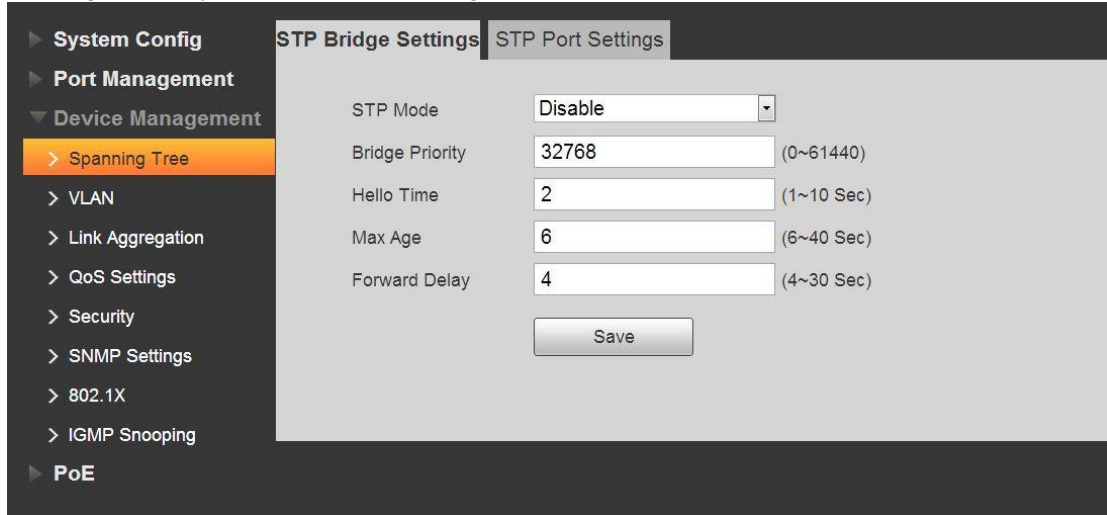 System Config
Port Management
Device Management
Spanning Tree
VLAN
Link Aggregation
QoS Settings
Security
SNMP Settings
802.1X
IGMP Snooping
PoE
STP Bridge Settings STP Port Settings
STP Mode Disable
Bridge Priority 32768 (0~61440)
Hello Time 2 (1~10 Sec)
Max Age 6 (6~40 Sec)
Forward Delay 4 (4~30 Sec)
Save